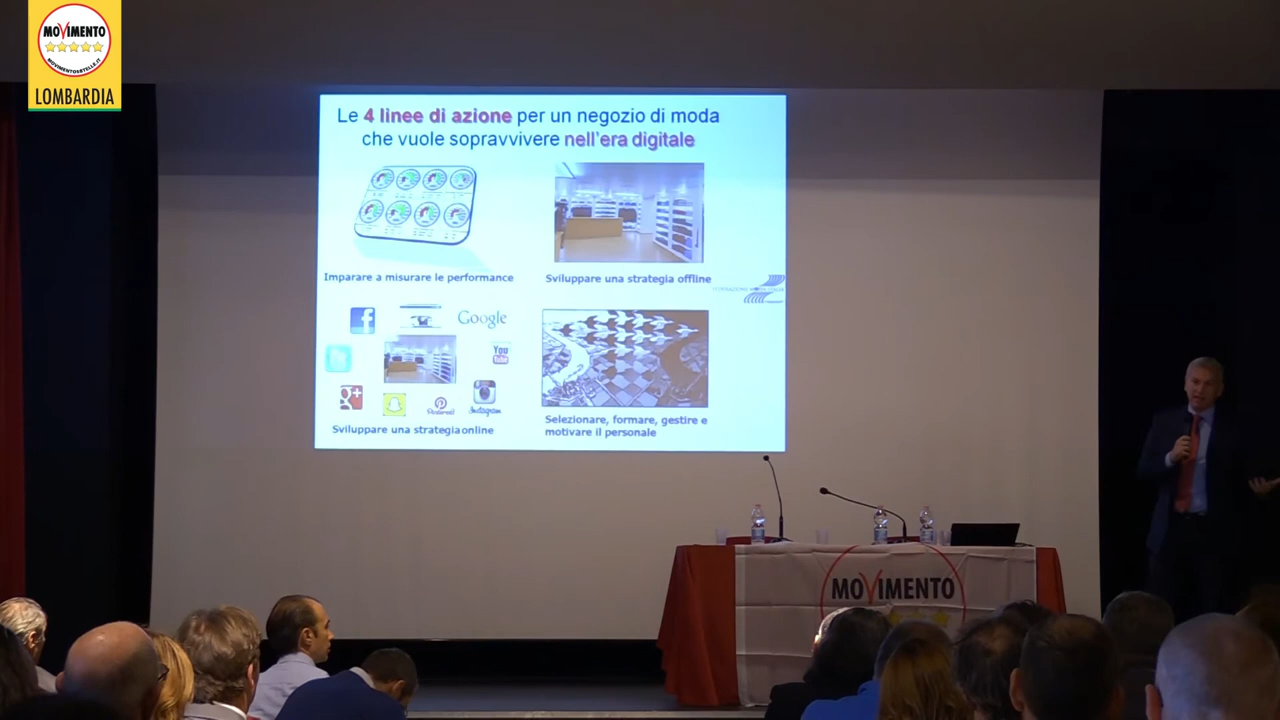 MOVIMENTO
MOVIMENTO5STELLE.IT
LOMBARDIA
Le 4 linee di azione per un negozio di moda
che vuole sopravvivere nell'era digitale
Imparare a misurare le performance
Sviluppare una strategia offline
Google
You
Tube
Pinterest
Instagram
Sviluppare una strategia online
Selezionare, formare, gestire e
motivare il personale
MOVIMENTO